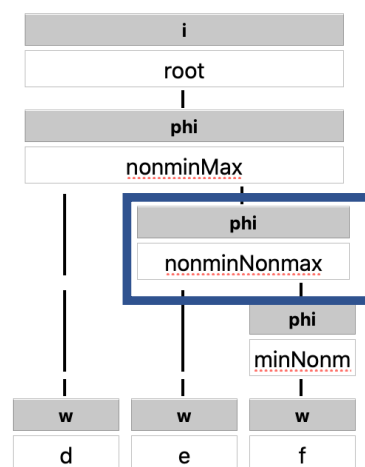 i
root
phi
nonminMax
phi
nonminNonmax
phi
minNonm
w w w
d e f